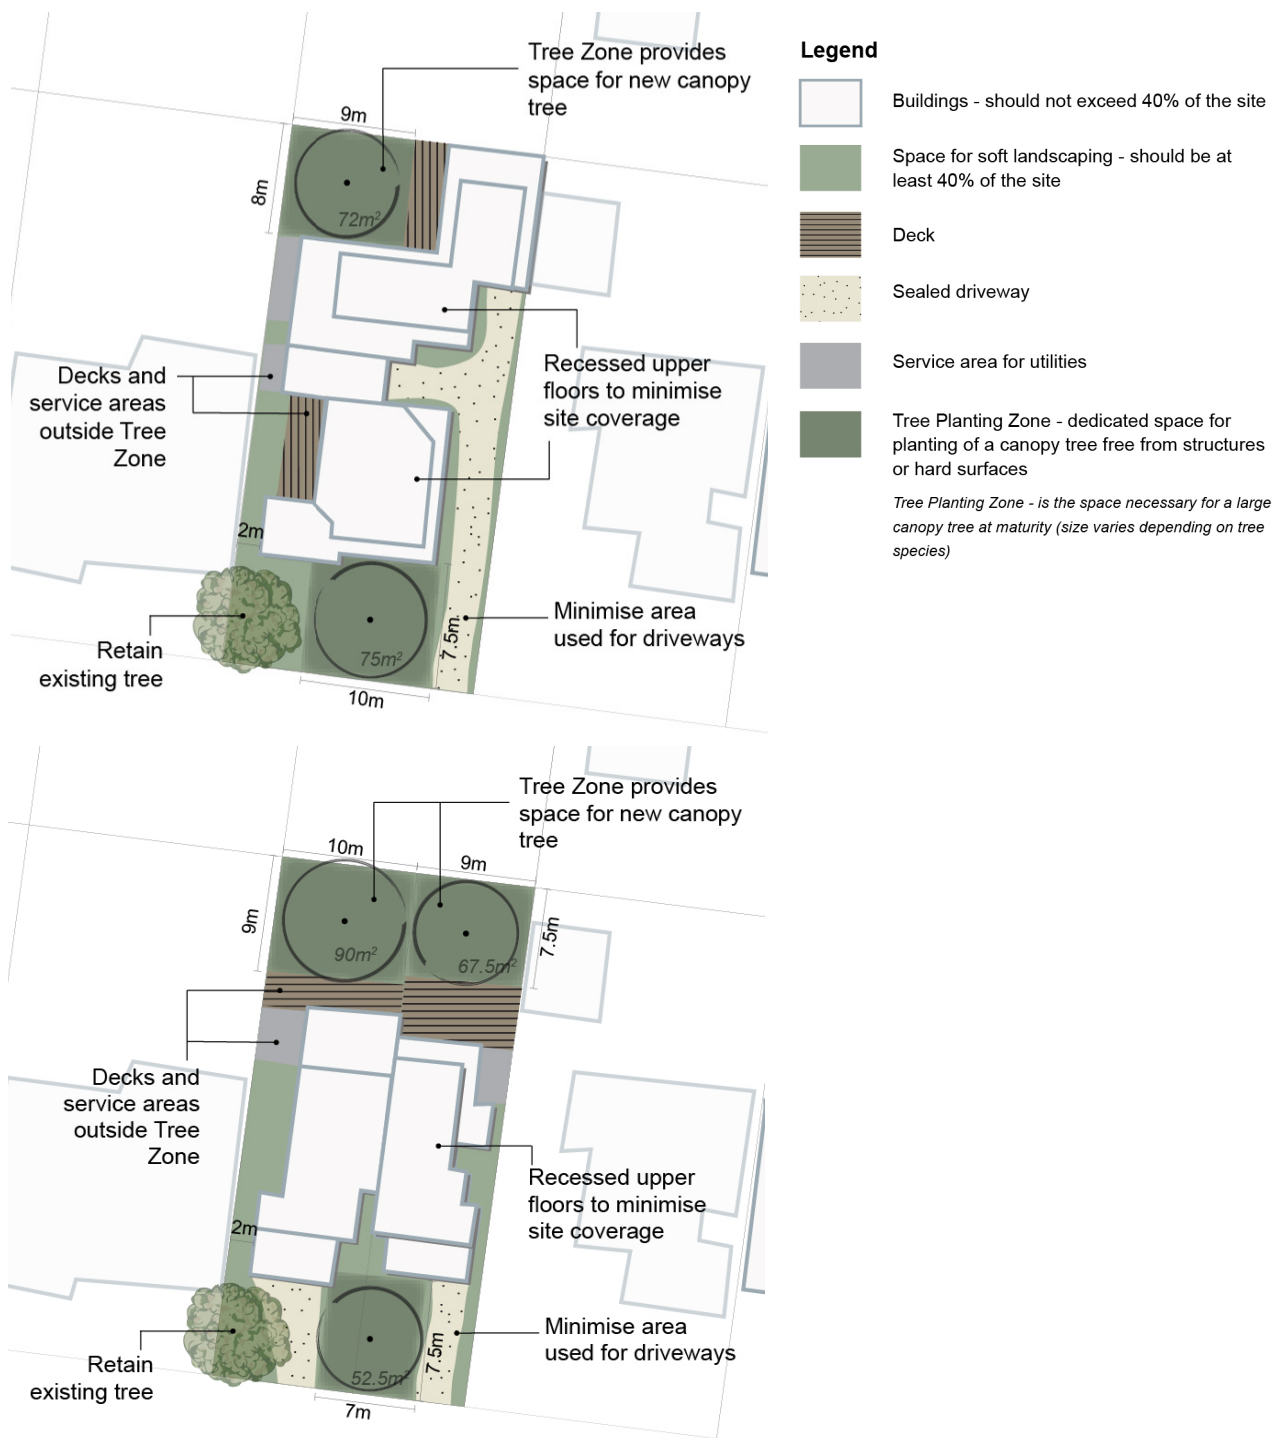 Tree Zone provides
space for new canopy
tree
9m
8m
72m²
Decks and
service areas
outside Tree
Zone
Recessed upper
floors to minimise
site coverage
2m
Retain
existing tree
75m²
7.5m
10m
Minimise area
used for driveways
Legend
Buildings - should not exceed 40% of the site
Space for soft landscaping - should be at
least 40% of the site
Deck
Sealed driveway
Service area for utilities
Tree Planting Zone - dedicated space for
planting of a canopy tree free from structures
or hard surfaces
Tree Planting Zone - is the space necessary for a large
canopy tree at maturity (size varies depending on tree
species)
Tree Zone provides
space for new canopy
tree
10m
9m
9m
7.5m
90m²
67.5m²
Decks and
service areas
outside Tree
Zone
Recessed upper
floors to minimise
site coverage
2m
Retain
existing tree
52.5m²
7.5m
7m
Minimise area
used for driveways